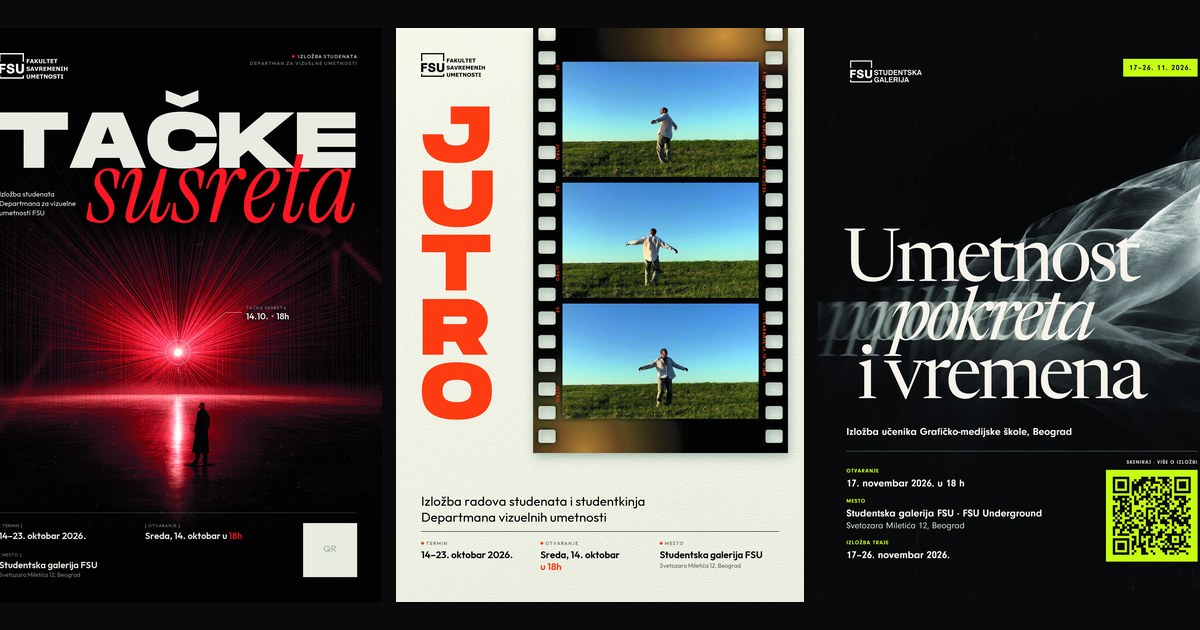 FSU
FAKULTET
SAVREMENIH
UMETNOSTI
IZLOŽBA STUDENATA
DEPARTMAN ZA VIZUELNE UMETNOSTI
TAČKE
susreta
Izložba studenata
Departmana za vizuelne
umetnosti FSU
TAČKA SUSRETA
14.10. · 18h
[ TERMIN ]
14–23. oktobar 2026.
[ OTVARANJE ]
Sreda, 14. oktobar u 18h
[ MESTO ]
Studentska galerija FSU
Svetozara Miletića 12, Beograd
QR
FSU
FAKULTET
SAVREMENIH
UMETNOSTI
JUTRO
Izložba radova studenata i studentkinja
Departmana vizuelnih umetnosti
TERMIN
14–23. oktobar 2026.
OTVARANJE
Sreda, 14. oktobar
u 18h
MESTO
Studentska galerija FSU
Svetozara Miletića 12, Beograd
FSU
STUDENTSKA
GALERIJA
17–26. 11. 2026.
Umetnost
pokreta
i vremena
Izložba učenika Grafičko-medijske škole, Beograd
OTVARANJE
17. novembar 2026. u 18 h
MESTO
Studentska galerija FSU · FSU Underground
Svetozara Miletića 12, Beograd
IZLOŽBA TRAJE
17–26. novembar 2026.
SKENIRAJ · VIŠE O IZLOŽBI